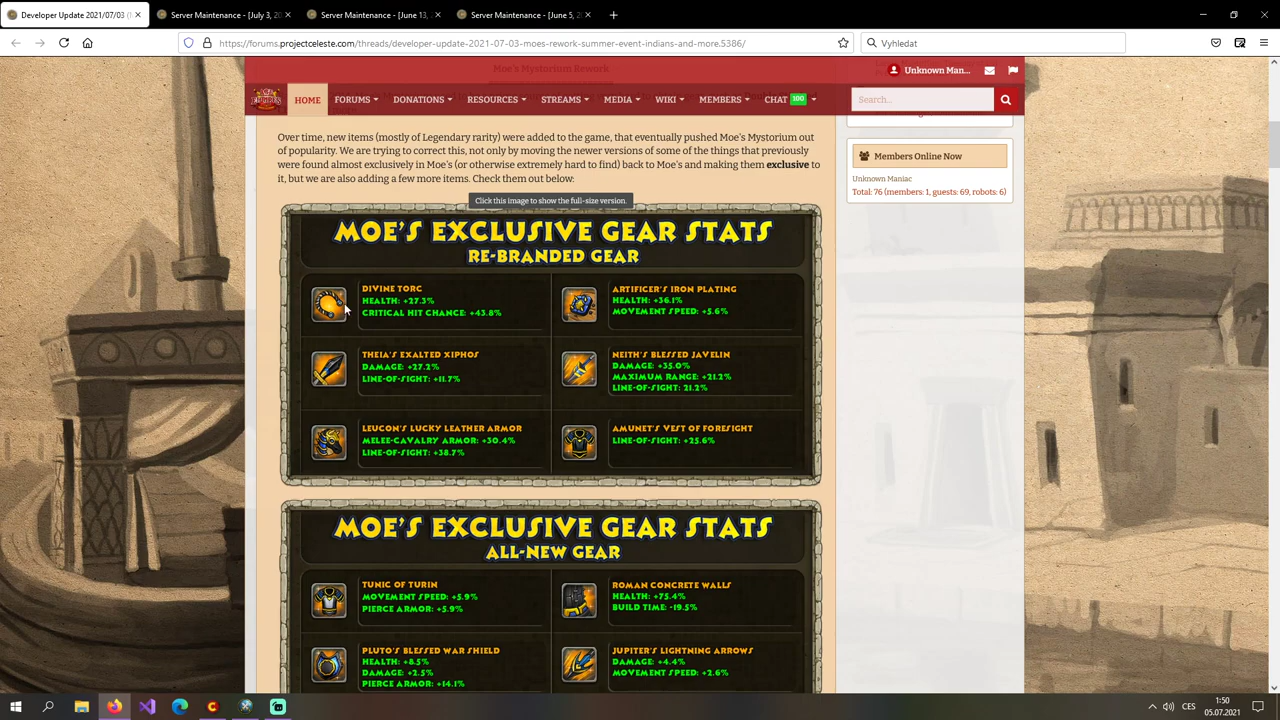 Developer Update 2021/07/03 (
Server Maintenance - [July 3, 20
Server Maintenance - [June 13,
Server Maintenance - [June 5, 20
https://forums.projectceleste.com/threads/developer-update-2021-07-03-moes-rework-summer-event-indians-and-more.5386/
Vyhledat
Moe's Mysterium Rework
Unknown Man...
HOME
FORUMS
DONATIONS
RESOURCES
STREAMS
MEDIA
WIKI
MEMBERS
CHAT 100
Search...
Over time, new items (mostly of Legendary rarity) were added to the game, that eventually pushed Moe's Mysterium out
of popularity. We are trying to correct this, not only by moving the newer versions of some of the things that previously
were found almost exclusively in Moe's (or otherwise extremely hard to find) back to Moe's and making them exclusive to
it, but we are also adding a few more items. Check them out below:
Members Online Now
Unknown Maniac
Total: 76 (members: 1, guests: 69, robots: 6)
Click this image to show the full-size version.
MOE'S EXCLUSIVE GEAR STATS
RE-BRANDED GEAR
DIVINE TORC
HEALTH: +27.3%
CRITICAL HIT CHANCE: +43.8%
ARTIFICER'S IRON PLATING
HEALTH: +36.1%
MOVEMENT SPEED: +5.6%
THEIA'S EXALTED XIPHOS
DAMAGE: +27.2%
LINE-OF-SIGHT: +11.7%
NEITH'S BLESSED JAVELIN
DAMAGE: +35.0%
MAXIMUM RANGE: +21.2%
LINE-OF-SIGHT: 21.2%
LEUCON'S LUCKY LEATHER ARMOR
MELEE-CAVALRY ARMOR: +30.4%
LINE-OF-SIGHT: +38.7%
AMUNET'S VEST OF FORESIGHT
LINE-OF-SIGHT: +25.6%
MOE'S EXCLUSIVE GEAR STATS
ALL-NEW GEAR
TUNIC OF TURIN
MOVEMENT SPEED: +5.9%
PIERCE ARMOR: +5.9%
ROMAN CONCRETE WALLS
HEALTH: +75.4%
BUILD TIME: -19.5%
PLUTO'S BLESSED WAR SHIELD
HEALTH: +8.5%
DAMAGE: +2.5%
PIERCE ARMOR: +14.1%
JUPITER'S LIGHTNING ARROWS
DAMAGE: +4.4%
MOVEMENT SPEED: +2.6%
CES
1:50
05.07.2021